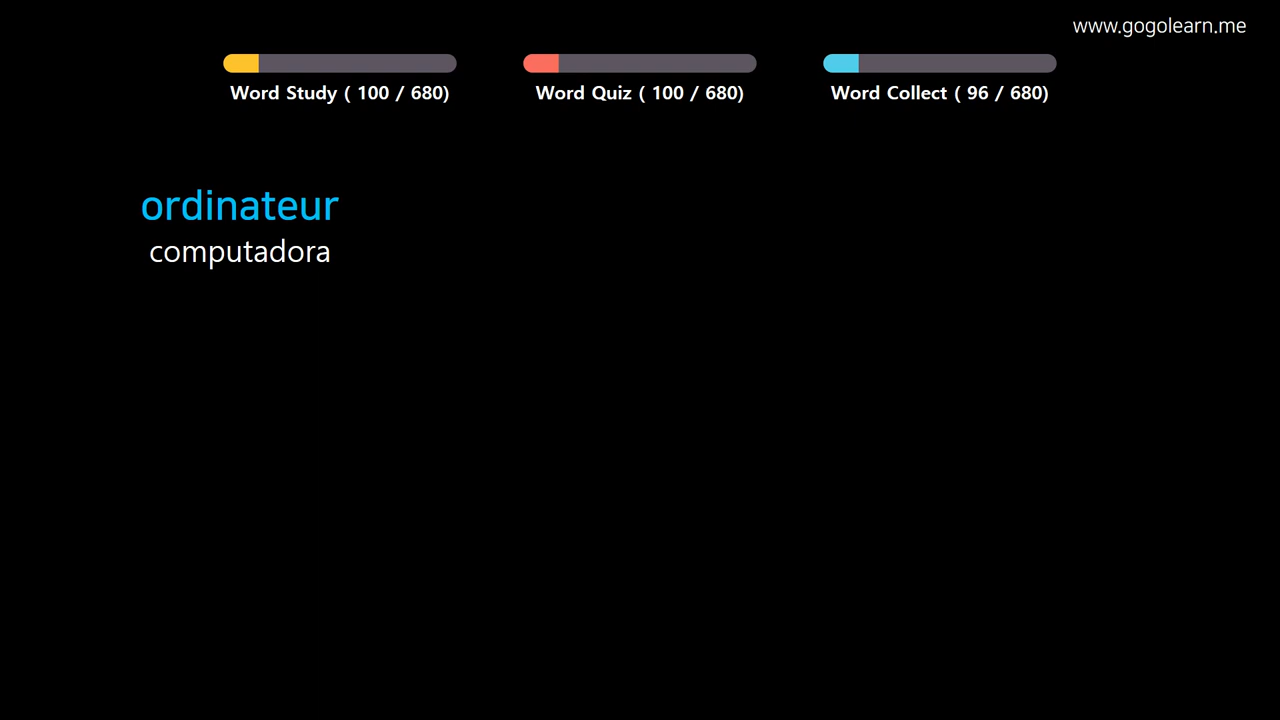 www.gogolearn.me
Word Study ( 100 / 680)
Word Quiz ( 100 / 680)
Word Collect ( 96 / 680)
ordinateur
computadora